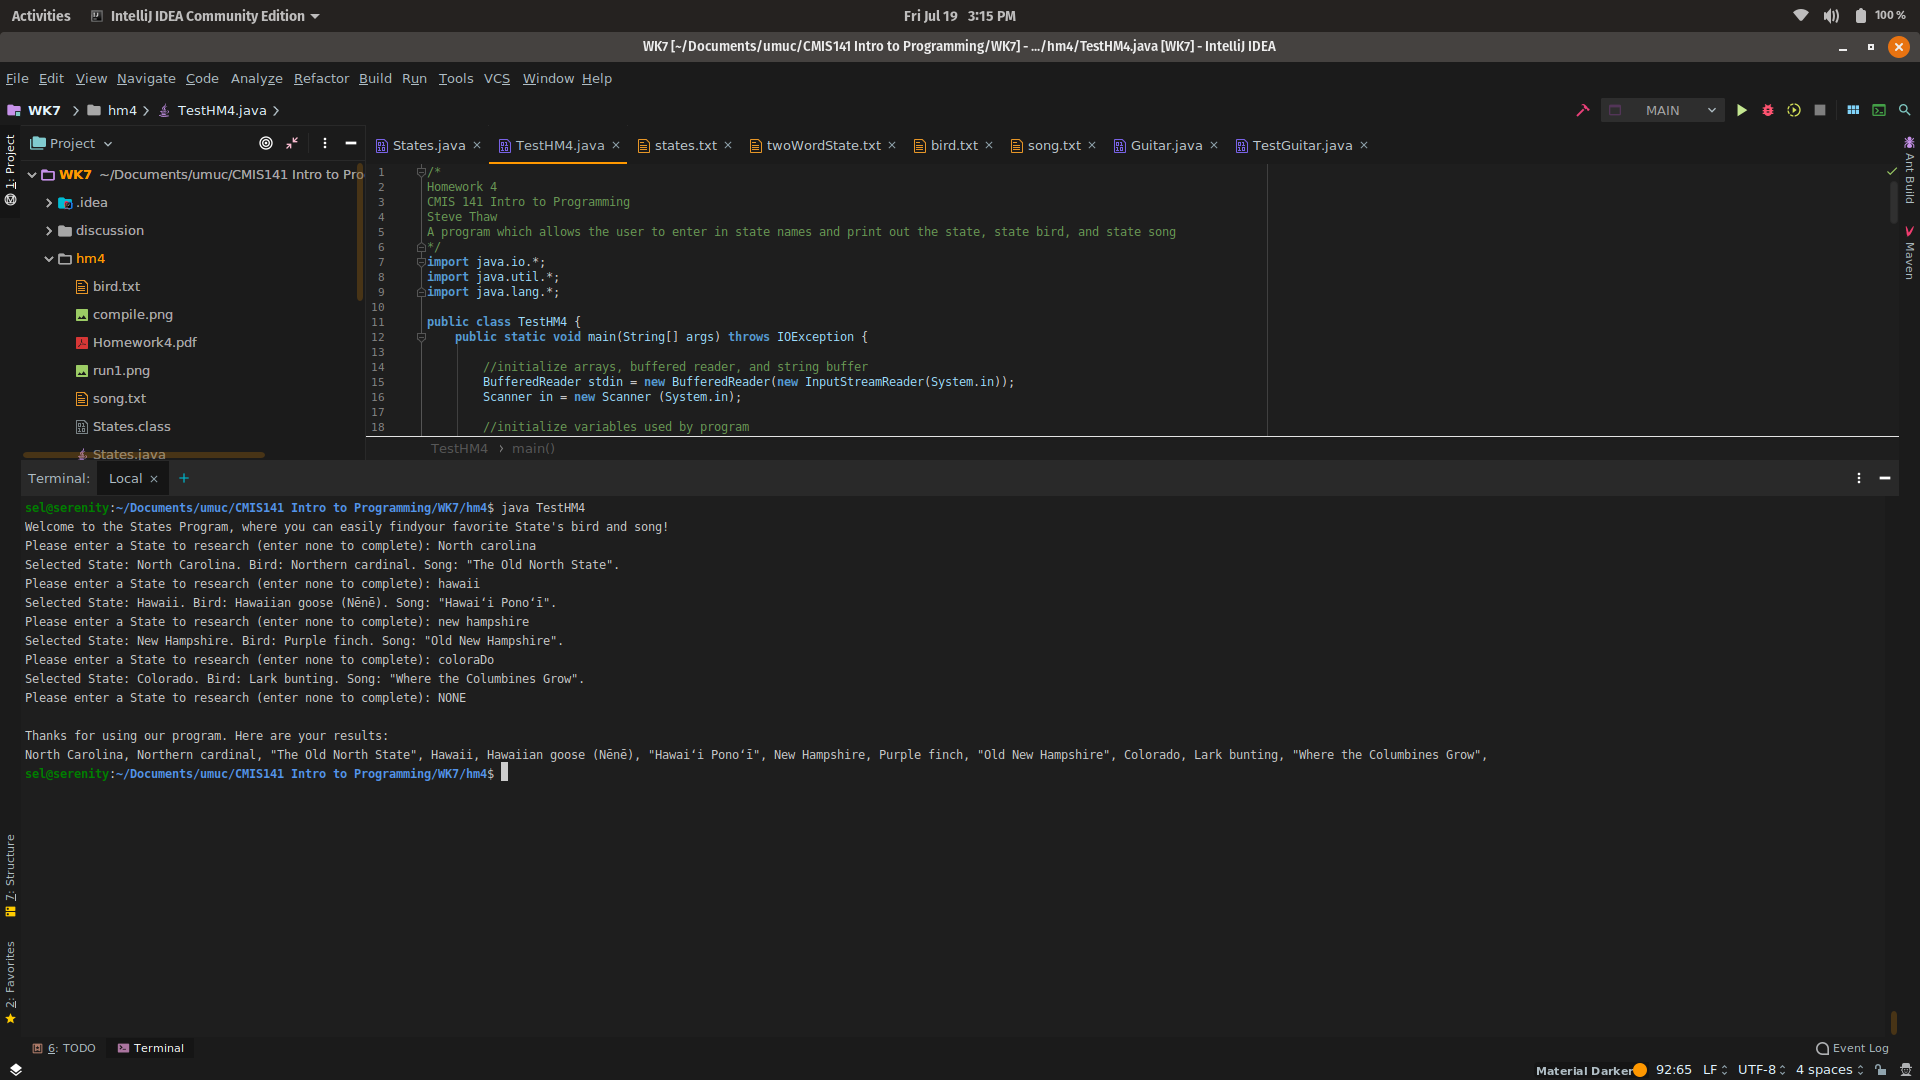 Activities IntelliJ IDEA Community Edition Fri Jul 19 3:15 PM 100 %
WK7 [~/Documents/umuc/CMIS141 Intro to Programming/WK7] - .../hm4/TestHM4.java [WK7] - IntelliJ IDEA
File Edit View Navigate Code Analyze Refactor Build Run Tools VCS Window Help
WK7 hm4 TestHM4.java MAIN
1: Project
Project
WK7 ~/Documents/umuc/CMIS141 Intro to Pro
.idea
discussion
hm4
bird.txt
compile.png
Homework4.pdf
run1.png
song.txt
States.class
States.java
States.java TestHM4.java states.txt twoWordState.txt bird.txt song.txt Guitar.java TestGuitar.java
1 /*
2 Homework 4
3 CMIS 141 Intro to Programming
4 Steve Thaw
5 A program which allows the user to enter in state names and print out the state, state bird, and state song
6 */
7 import java.io.*;
8 import java.util.*;
9 import java.lang.*;
10
11 public class TestHM4 {
12 public static void main(String[] args) throws IOException {
13
14 //initialize arrays, buffered reader, and string buffer
15 BufferedReader stdin = new BufferedReader(new InputStreamReader(System.in));
16 Scanner in = new Scanner (System.in);
17
18 //initialize variables used by program
TestHM4 main()
Ant Build
Maven
Terminal: Local +
sel@serenity:~/Documents/umuc/CMIS141 Intro to Programming/WK7/hm4$ java TestHM4
Welcome to the States Program, where you can easily findyour favorite State's bird and song!
Please enter a State to research (enter none to complete): North carolina
Selected State: North Carolina. Bird: Northern cardinal. Song: "The Old North State".
Please enter a State to research (enter none to complete): hawaii
Selected State: Hawaii. Bird: Hawaiian goose (Nēnē). Song: "Hawaiʻi Ponoʻī".
Please enter a State to research (enter none to complete): new hampshire
Selected State: New Hampshire. Bird: Purple finch. Song: "Old New Hampshire".
Please enter a State to research (enter none to complete): coloraDo
Selected State: Colorado. Bird: Lark bunting. Song: "Where the Columbines Grow".
Please enter a State to research (enter none to complete): NONE
Thanks for using our program. Here are your results:
North Carolina, Northern cardinal, "The Old North State", Hawaii, Hawaiian goose (Nēnē), "Hawaiʻi Ponoʻī", New Hampshire, Purple finch, "Old New Hampshire", Colorado, Lark bunting, "Where the Columbines Grow",
sel@serenity:~/Documents/umuc/CMIS141 Intro to Programming/WK7/hm4$
7: Structure
2: Favorites
6: TODO Terminal Event Log
Material Darker 92:65 LF UTF-8 4 spaces